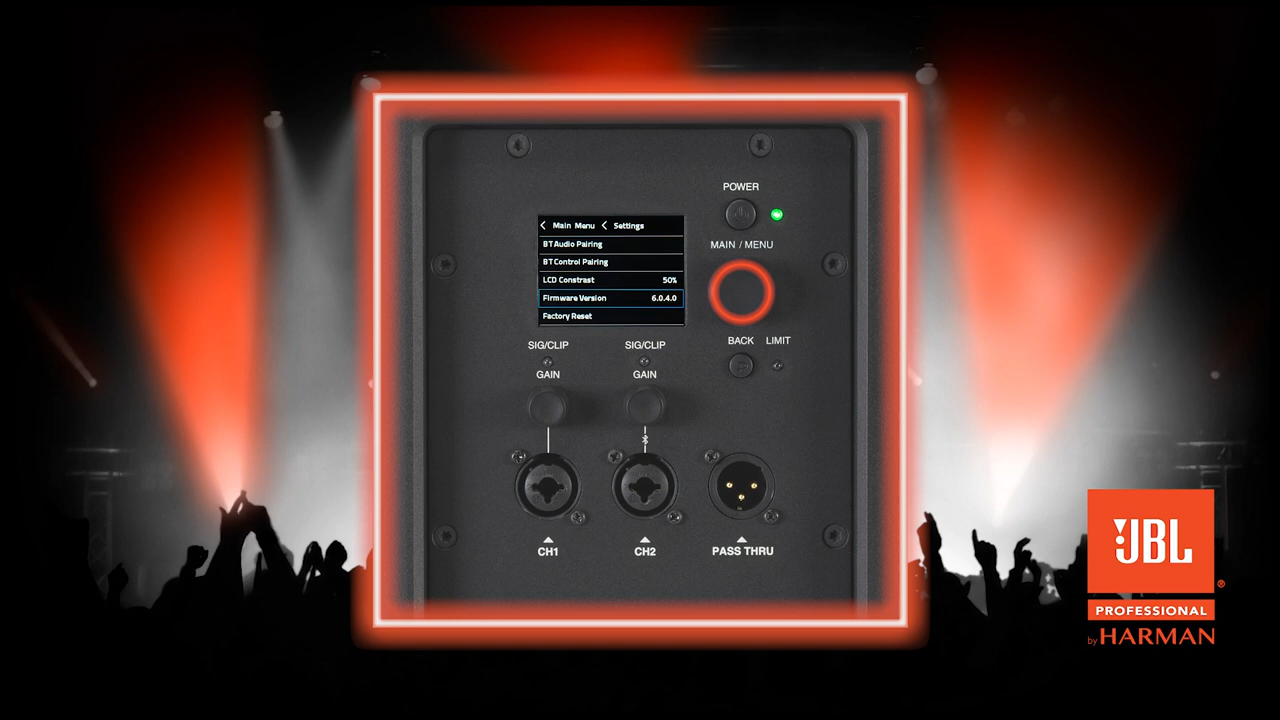 POWER
< Main Menu < Settings
BT Audio Pairing
BT Control Pairing
LCD Constrast 50%
Firmware Version 6.0.4.0
Factory Reset
MAIN / MENU
BACK LIMIT
SIG/CLIP SIG/CLIP
GAIN GAIN
CH1 CH2 PASS THRU
JBL®
PROFESSIONAL
by HARMAN